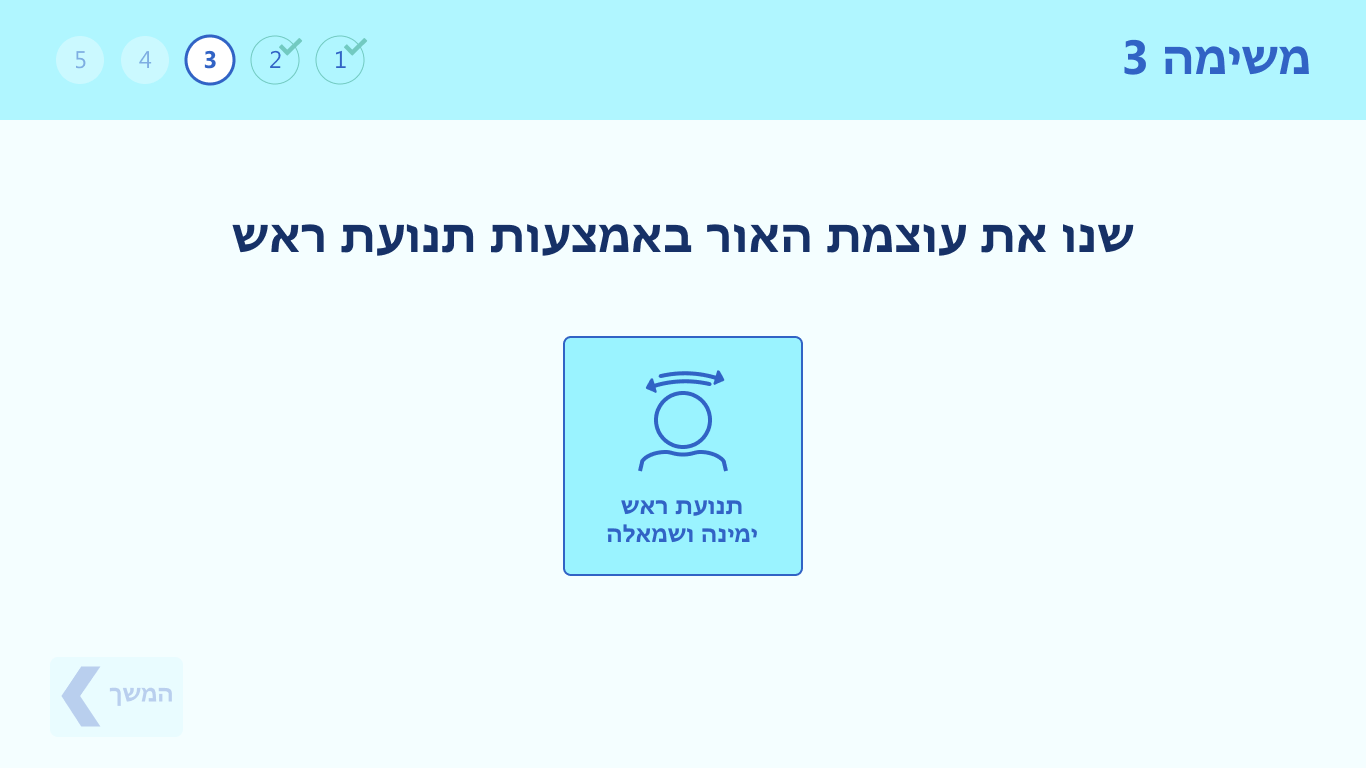 משימה 3
1
2
3
4
5
שנו את עוצמת האור באמצעות תנועת ראש
תנועת ראש
ימינה ושמאלה
המשך